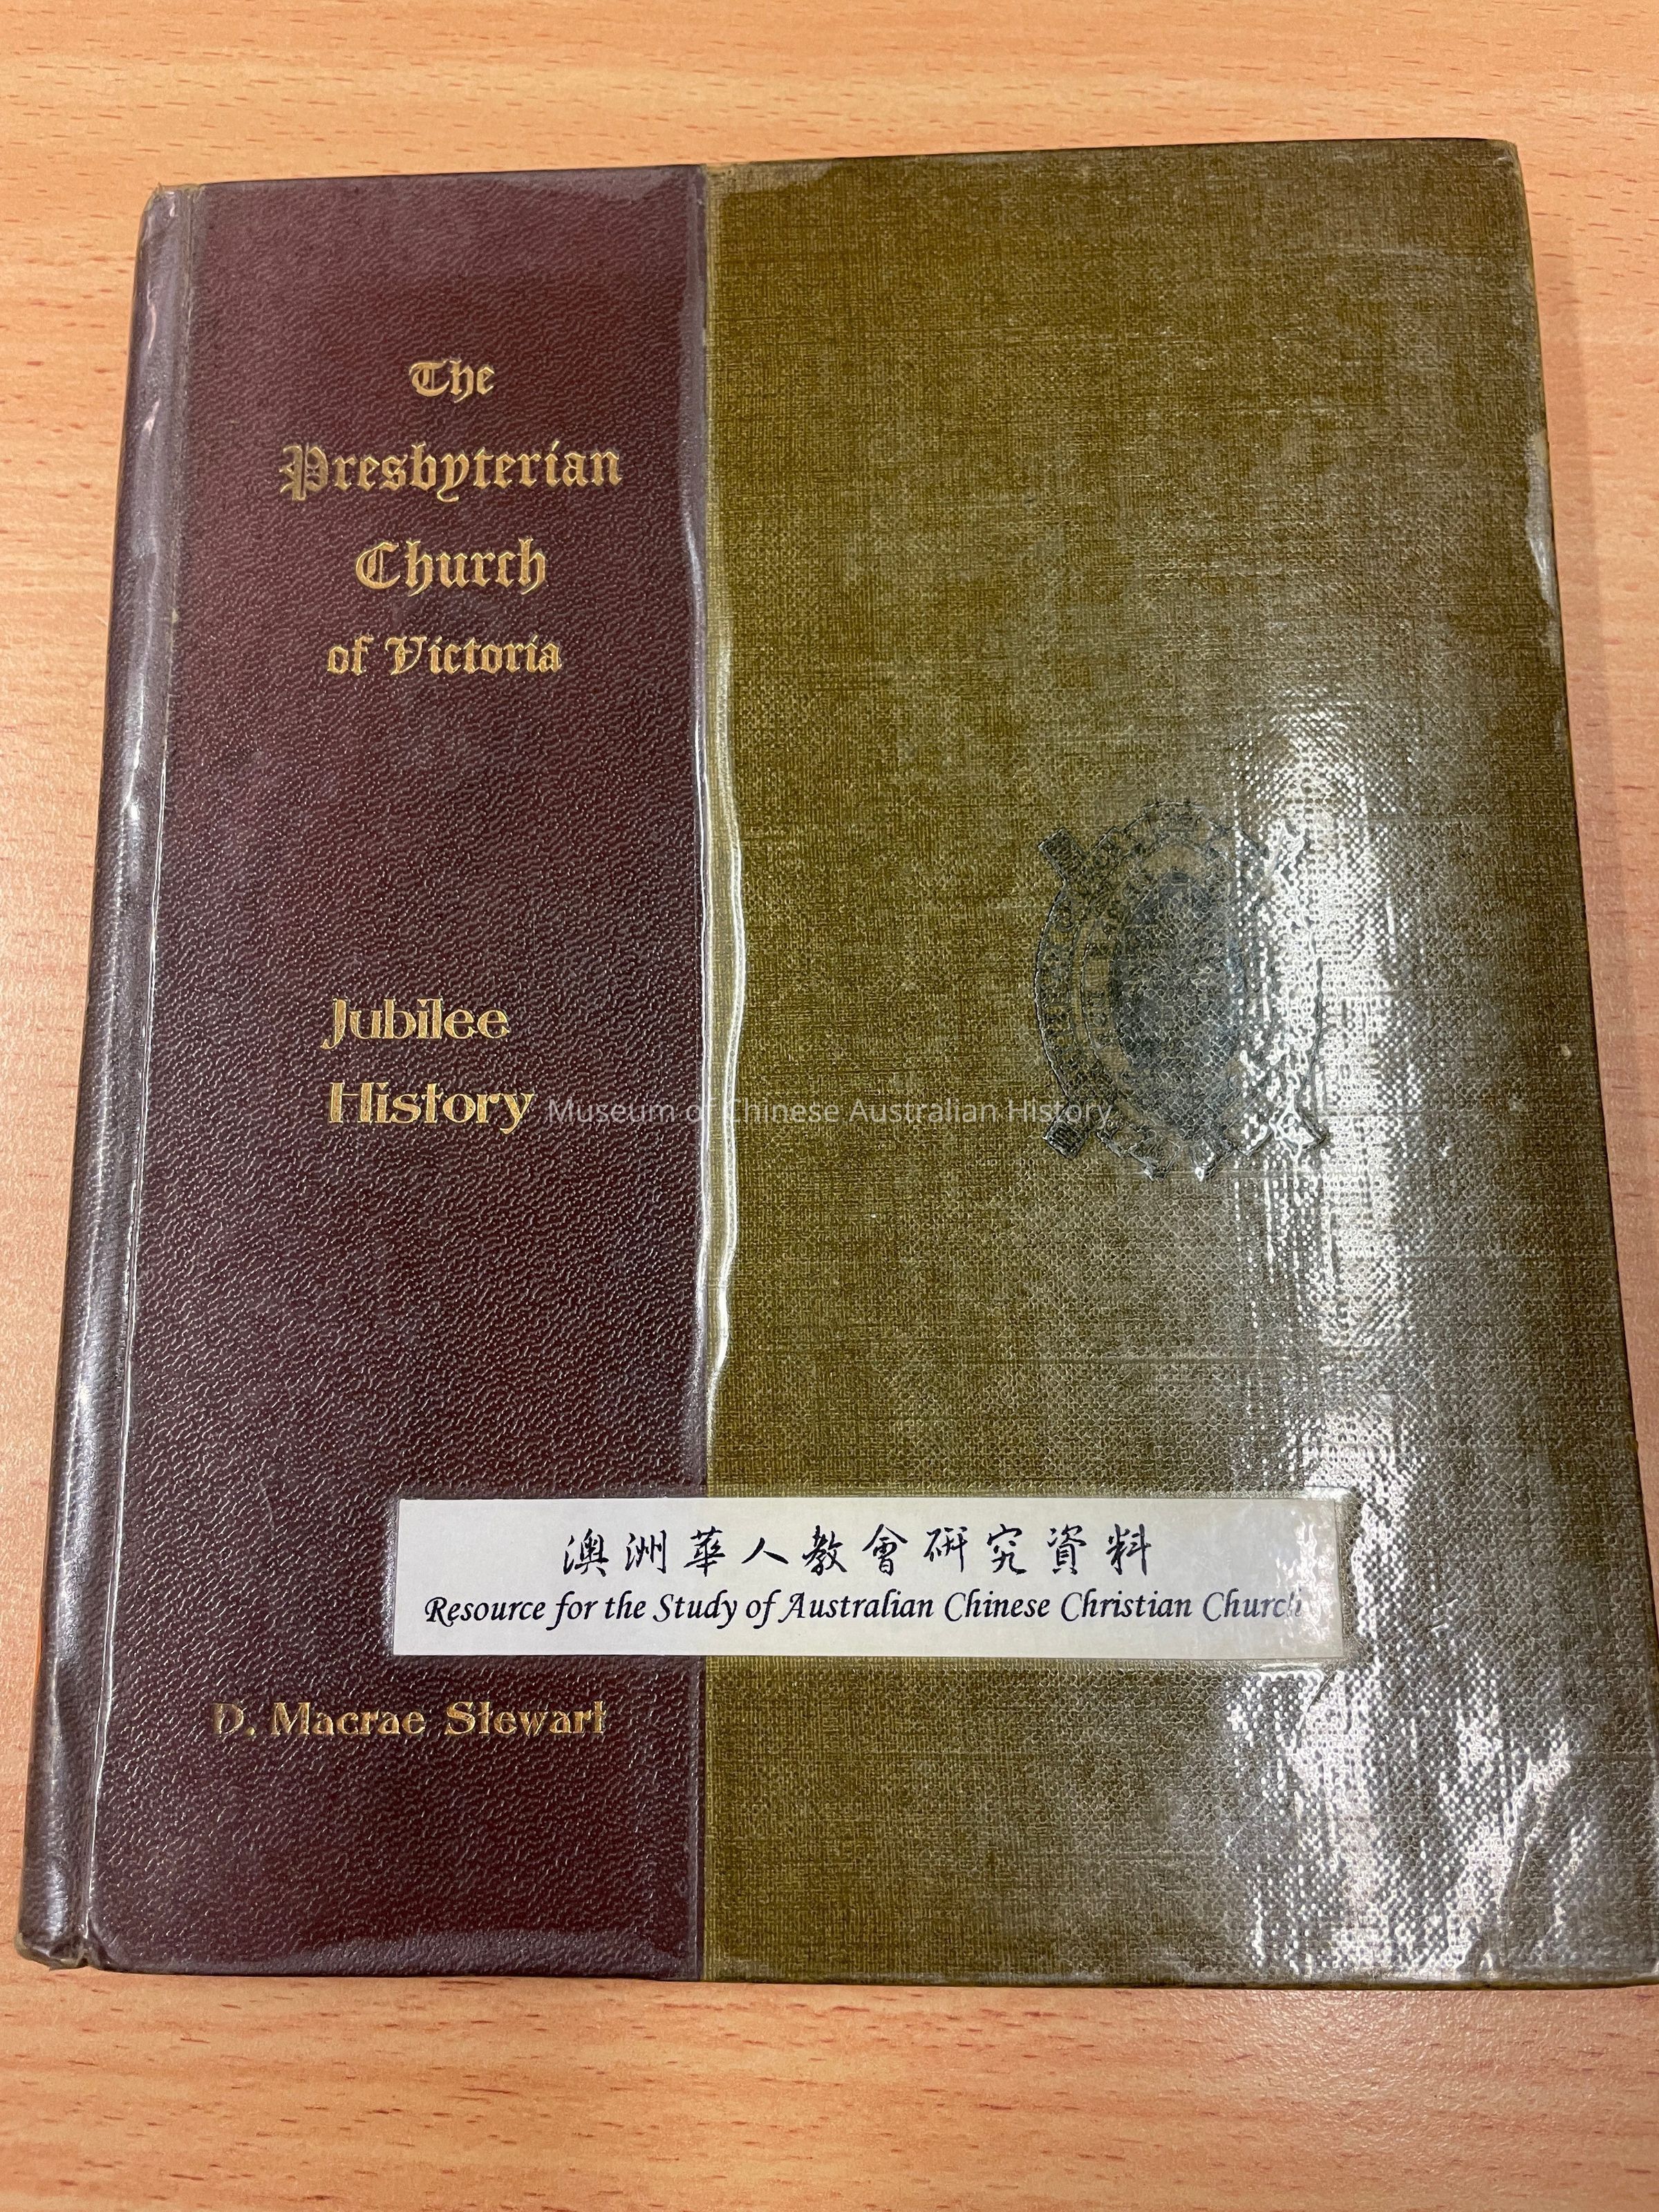 The
Presbyterian
Church
of Victoria
Jubilee
History
Museum of Chinese Australian History
澳洲華人教會研究資料
Resource for the Study of Australian Chinese Christian Church
D. Macrae Stewart